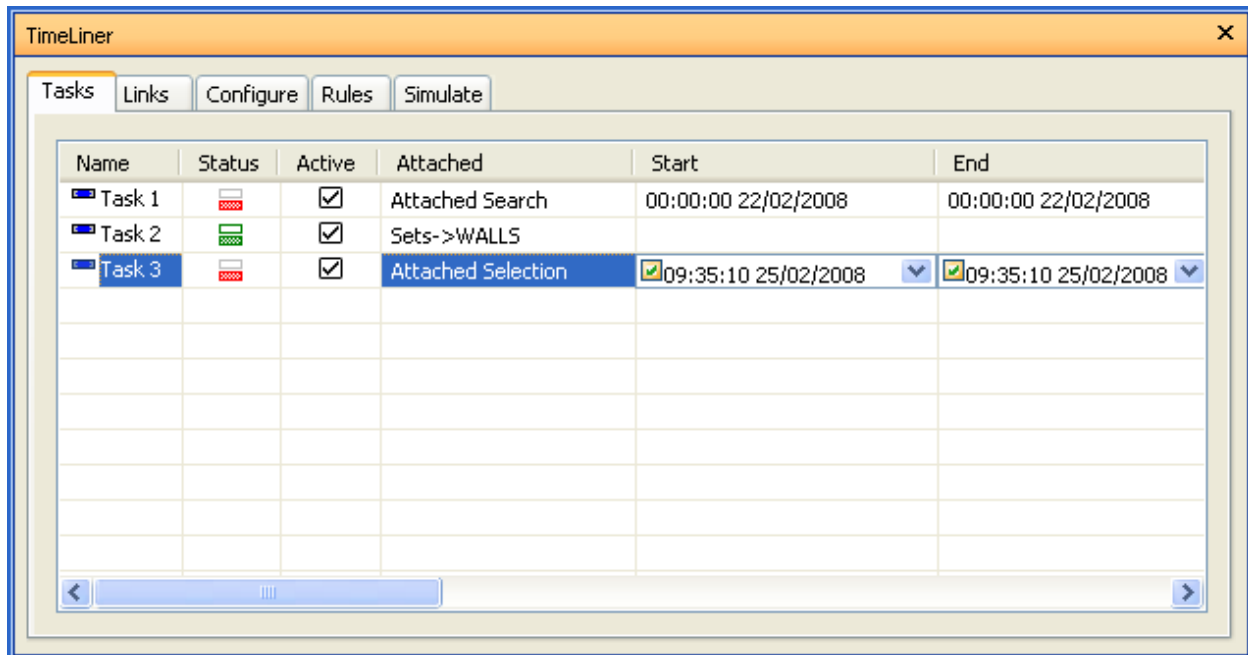 TimeLiner
Tasks Links Configure Rules Simulate
Name Status Active Attached Start End
Task 1 Attached Search 00:00:00 22/02/2008 00:00:00 22/02/2008
Task 2 Sets->WALLS
Task 3 Attached Selection 09:35:10 25/02/2008 09:35:10 25/02/2008